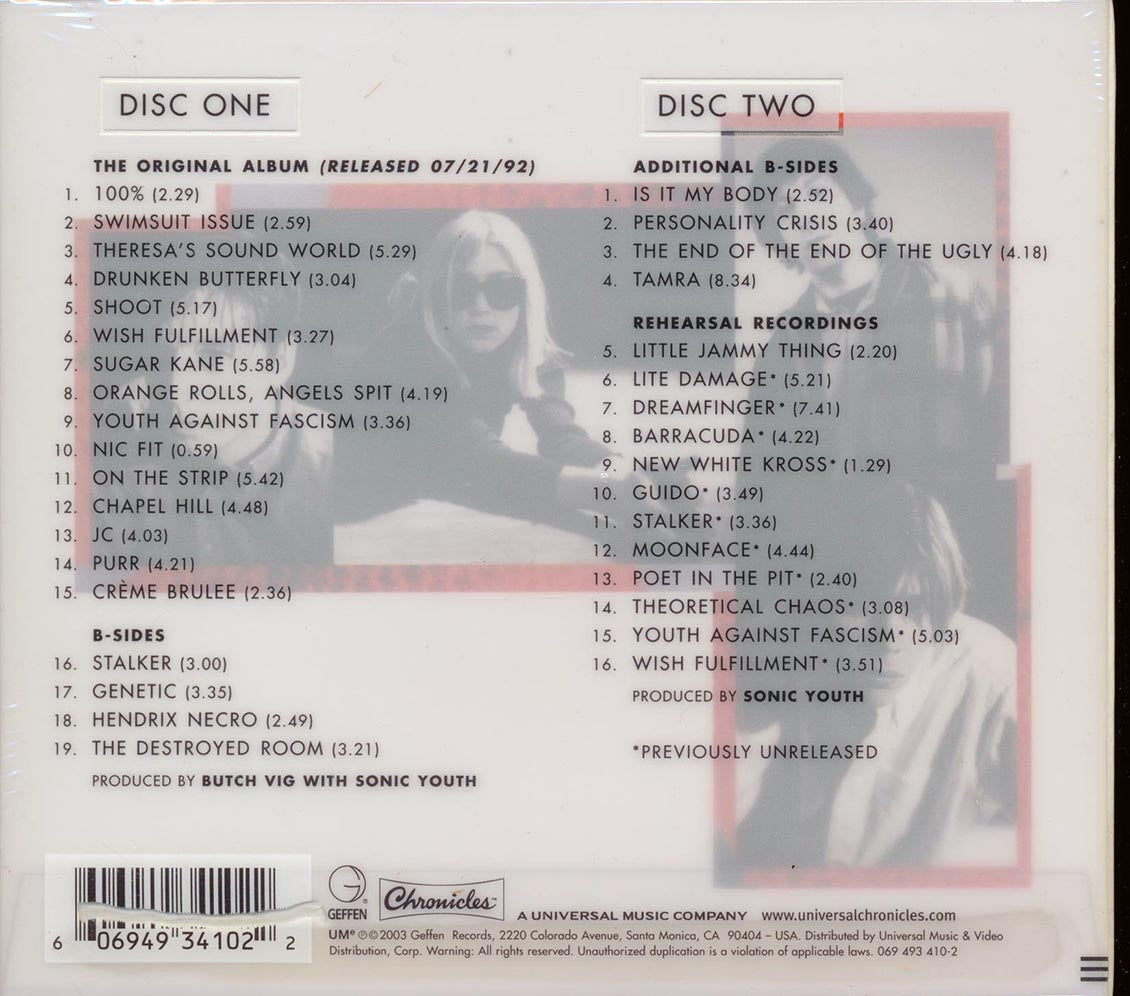 DISC ONE
THE ORIGINAL ALBUM (RELEASED 07/21/92)
1. 100% (2.29)
2. SWIMSUIT ISSUE (2.59)
3. THERESA'S SOUND WORLD (5.29)
4. DRUNKEN BUTTERFLY (3.04)
5. SHOOT (5.17)
6. WISH FULFILLMENT (3.27)
7. SUGAR KANE (5.58)
8. ORANGE ROLLS, ANGELS SPIT (4.19)
9. YOUTH AGAINST FASCISM (3.36)
10. NIC FIT (0.59)
11. ON THE STRIP (5.42)
12. CHAPEL HILL (4.48)
13. JC (4.03)
14. PURR (4.21)
15. CRÈME BRULEE (2.36)
B-SIDES
16. STALKER (3.00)
17. GENETIC (3.35)
18. HENDRIX NECRO (2.49)
19. THE DESTROYED ROOM (3.21)
PRODUCED BY BUTCH VIG WITH SONIC YOUTH
DISC TWO
ADDITIONAL B-SIDES
1. IS IT MY BODY (2.52)
2. PERSONALITY CRISIS (3.40)
3. THE END OF THE END OF THE UGLY (4.18)
4. TAMRA (8.34)
REHEARSAL RECORDINGS
5. LITTLE JAMMY THING (2.20)
6. LITE DAMAGE* (5.21)
7. DREAMFINGER* (7.41)
8. BARRACUDA* (4.22)
9. NEW WHITE KROSS* (1.29)
10. GUIDO* (3.49)
11. STALKER* (3.36)
12. MOONFACE* (4.44)
13. POET IN THE PIT* (2.40)
14. THEORETICAL CHAOS* (3.08)
15. YOUTH AGAINST FASCISM* (5.03)
16. WISH FULFILLMENT* (3.51)
PRODUCED BY SONIC YOUTH
*PREVIOUSLY UNRELEASED
6 06949 34102 2
GEFFEN®
Chronicles™
A UNIVERSAL MUSIC COMPANY www.universalchronicles.com
UM® ℗©2003 Geffen Records, 2220 Colorado Avenue, Santa Monica, CA 90404 – USA. Distributed by Universal Music & Video
Distribution, Corp. Warning: All rights reserved. Unauthorized duplication is a violation of applicable laws. 069 493 410-2